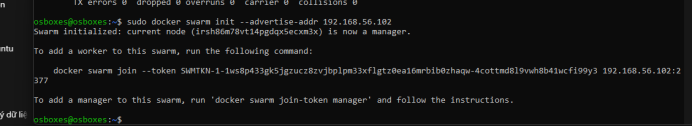 TX errors 0  dropped 0 overruns 0  carrier 0  collisions 0
osboxes@osboxes:~$ sudo docker swarm init --advertise-addr 192.168.56.102
Swarm initialized: current node (irsh86m78vt14pgdqx5ecxm3x) is now a manager.
To add a worker to this swarm, run the following command:
docker swarm join --token SWMTKN-1-1ws8p433gk5jgzucz8zvjbplpm33xflgtz0ea16mrbib0zhaqw-4cottmd8l9vwh8b41wcfi99y3 192.168.56.102:2
377
To add a manager to this swarm, run 'docker swarm join-token manager' and follow the instructions.
ý dữ liệ
osboxes@osboxes:~$